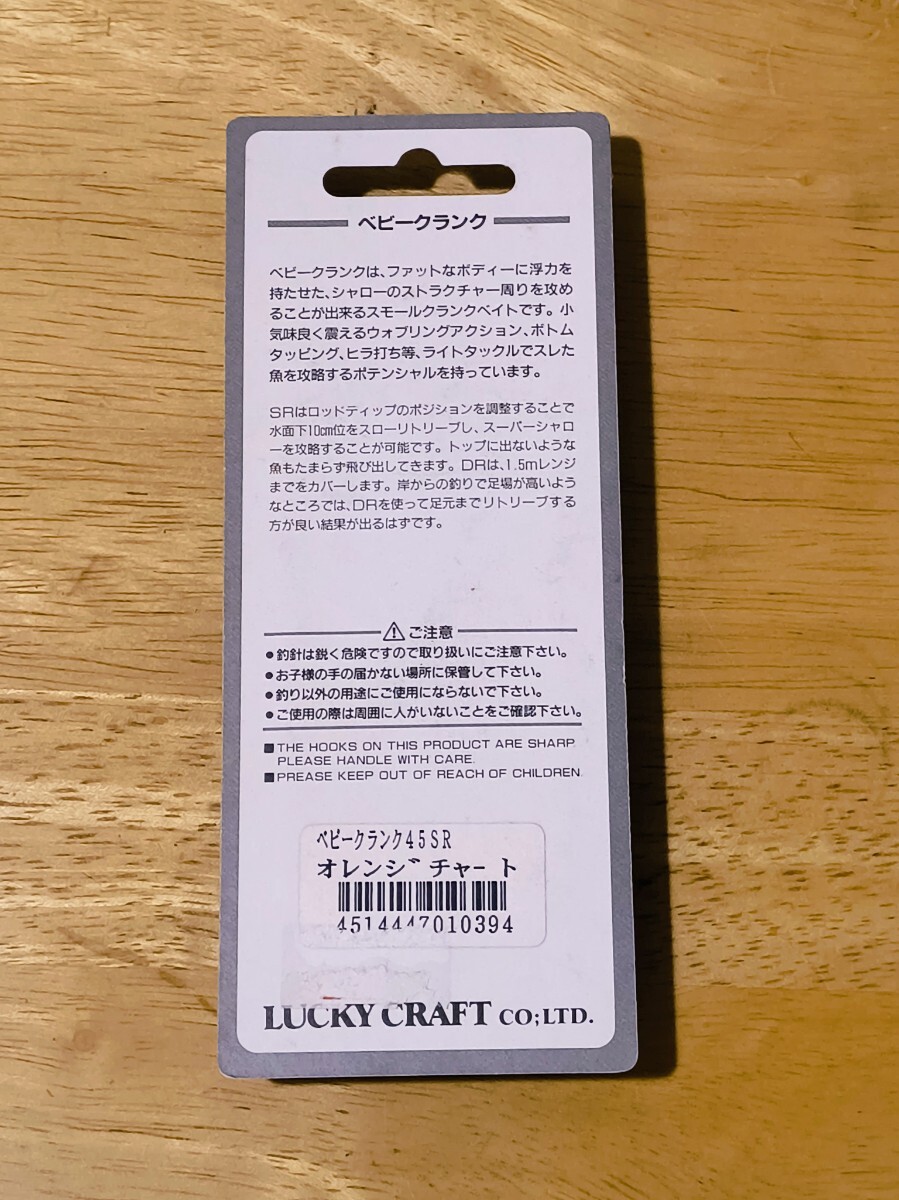 ベビークランク
ベビークランクは、ファットなボディーに浮力を
持たせた、シャローのストラクチャー周りを攻め
ることが出来るスモールクランクベイトです。小
気味良く震えるウォブリングアクション、ボトム
タッピング、ヒラ打ち等、ライトタックルでスレた
魚を攻略するポテンシャルを持っています。
SRはロッドティップのポジションを調整することで
水面下10cm位をスローリトリーブし、スーパーシャロ
ーを攻略することが可能です。トップに出ないような
魚もたまらず飛び出してきます。DRは、1.5mレンジ
までをカバーします。岸からの釣りで足場が高いよう
なところでは、DRを使って足元までリトリーブする
方が良い結果が出るはずです。
⚠ ご注意
●釣針は鋭く危険ですので取り扱いにご注意下さい。
●お子様の手の届かない場所に保管して下さい。
●釣り以外の用途にご使用にならないで下さい。
●ご使用の際は周囲に人がいないことをご確認下さい。
■THE HOOKS ON THIS PRODUCT ARE SHARP.
PLEASE HANDLE WITH CARE.
■PREASE KEEP OUT OF REACH OF CHILDREN.
ベビークランク45SR
オレンジチャート
4514447010394
LUCKY CRAFT CO;LTD.